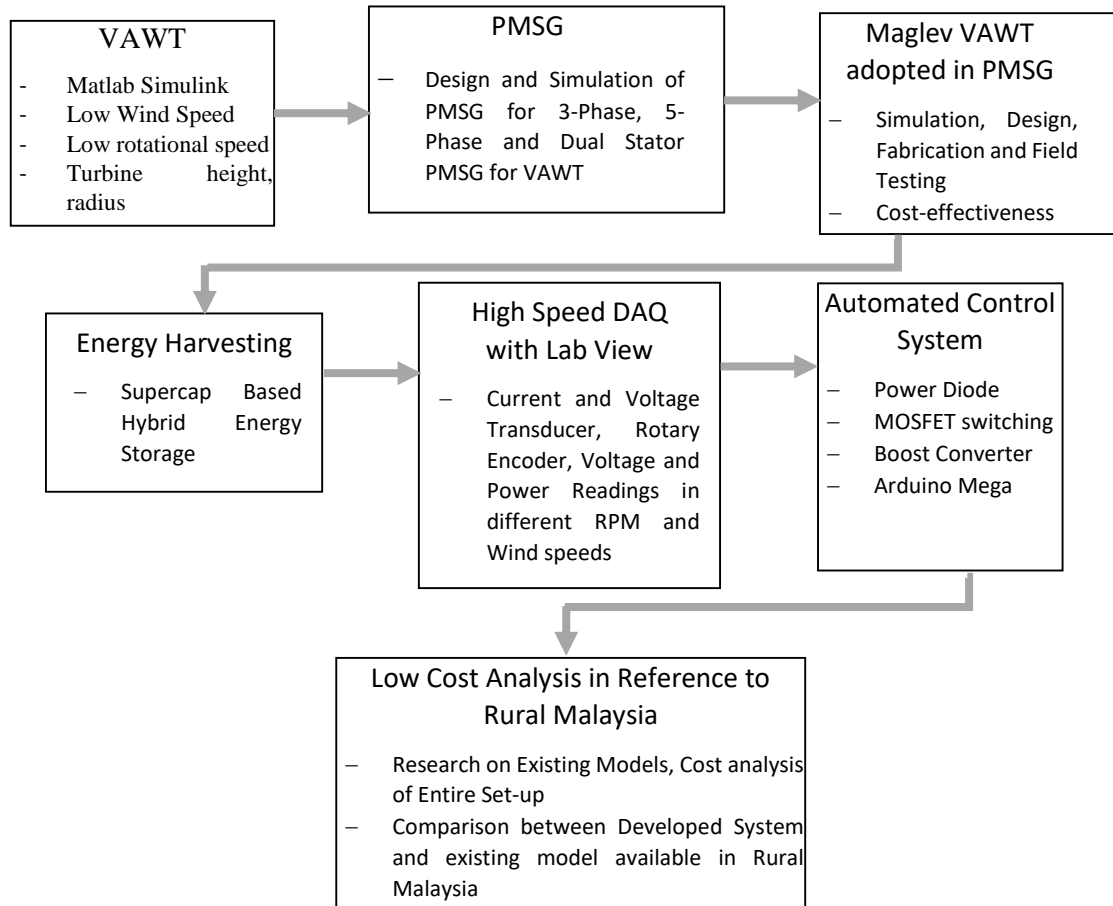 VAWT
- Matlab Simulink
- Low Wind Speed
- Low rotational speed
- Turbine height,
radius
PMSG
– Design and Simulation of
PMSG for 3-Phase, 5-
Phase and Dual Stator
PMSG for VAWT
Maglev VAWT
adopted in PMSG
– Simulation, Design,
Fabrication and Field
Testing
– Cost-effectiveness
Energy Harvesting
– Supercap Based
Hybrid Energy
Storage
High Speed DAQ
with Lab View
– Current and Voltage
Transducer, Rotary
Encoder, Voltage and
Power Readings in
different RPM and
Wind speeds
Automated Control
System
– Power Diode
– MOSFET switching
– Boost Converter
– Arduino Mega
Low Cost Analysis in Reference to
Rural Malaysia
– Research on Existing Models, Cost analysis
of Entire Set-up
– Comparison between Developed System
and existing model available in Rural
Malaysia